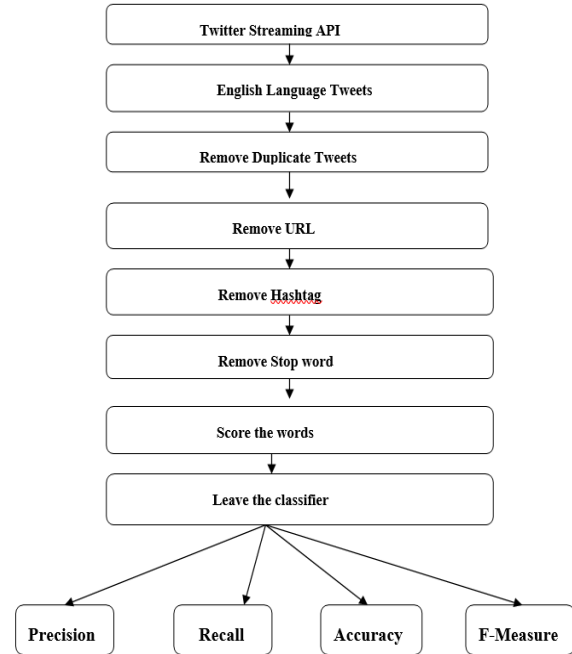 Twitter Streaming API
English Language Tweets
Remove Duplicate Tweets
Remove URL
Remove Hashtag
Remove Stop word
Score the words
Leave the classifier
Precision
Recall
Accuracy
F-Measure